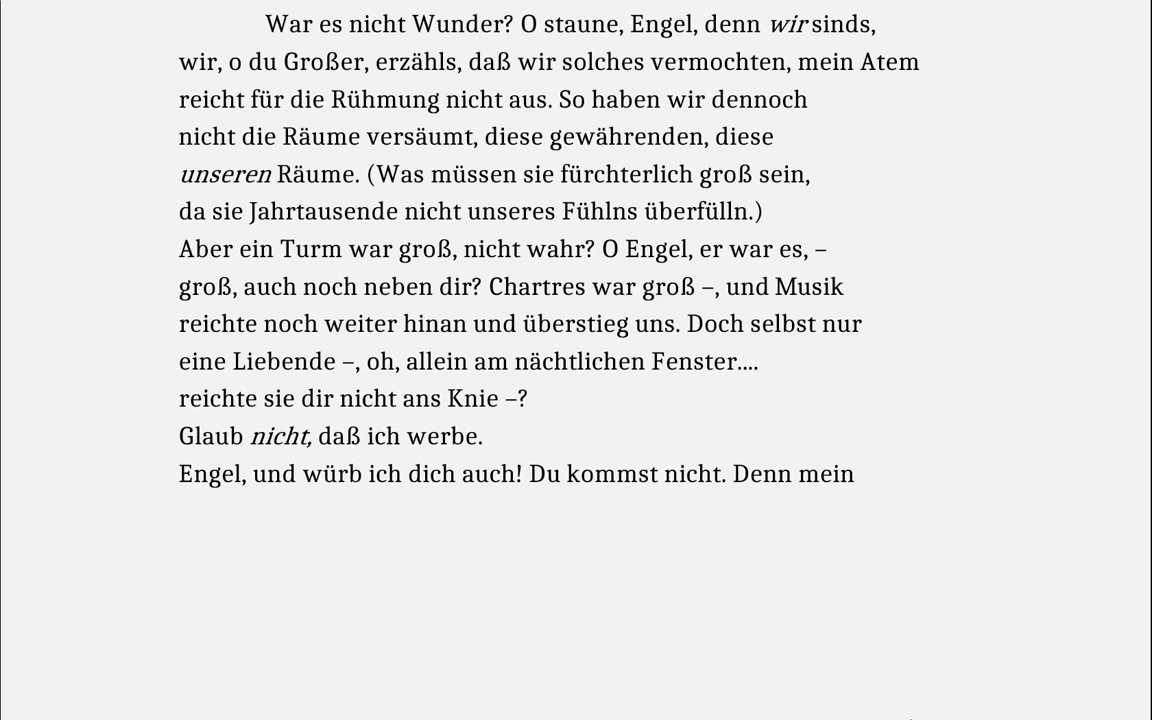 War es nicht Wunder? O staune, Engel, denn wir sinds,
wir, o du Großer, erzähls, daß wir solches vermochten, mein Atem
reicht für die Rühmung nicht aus. So haben wir dennoch
nicht die Räume versäumt, diese gewährenden, diese
unseren Räume. (Was müssen sie fürchterlich groß sein,
da sie Jahrtausende nicht unseres Fühlns überfülln.)
Aber ein Turm war groß, nicht wahr? O Engel, er war es, –
groß, auch noch neben dir? Chartres war groß –, und Musik
reichte noch weiter hinan und überstieg uns. Doch selbst nur
eine Liebende –, oh, allein am nächtlichen Fenster....
reichte sie dir nicht ans Knie –?
Glaub nicht, daß ich werbe.
Engel, und würb ich dich auch! Du kommst nicht. Denn mein